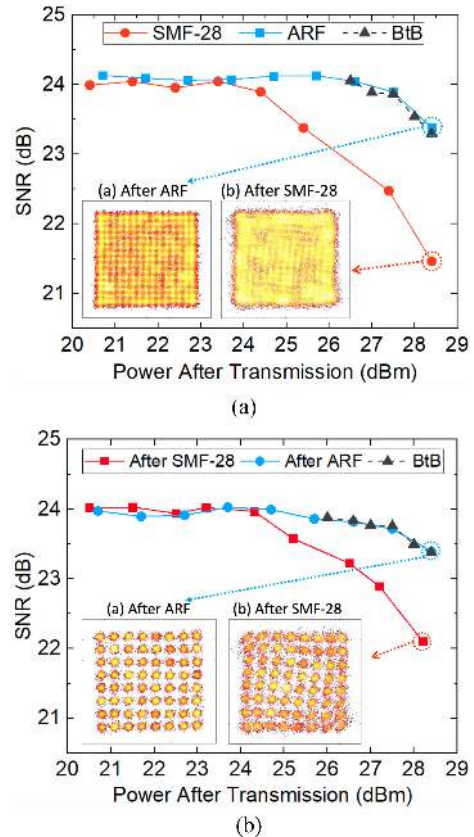 25
SMF-28 ARF BtB
24
23
22
21
SNR (dB)
(a) After ARF (b) After SMF-28
20 21 22 23 24 25 26 27 28 29
Power After Transmission (dBm)
(a)
25
After SMF-28 After ARF BtB
24
23
22
21
SNR (dB)
(a) After ARF (b) After SMF-28
20 21 22 23 24 25 26 27 28 29
Power After Transmission (dBm)
(b)